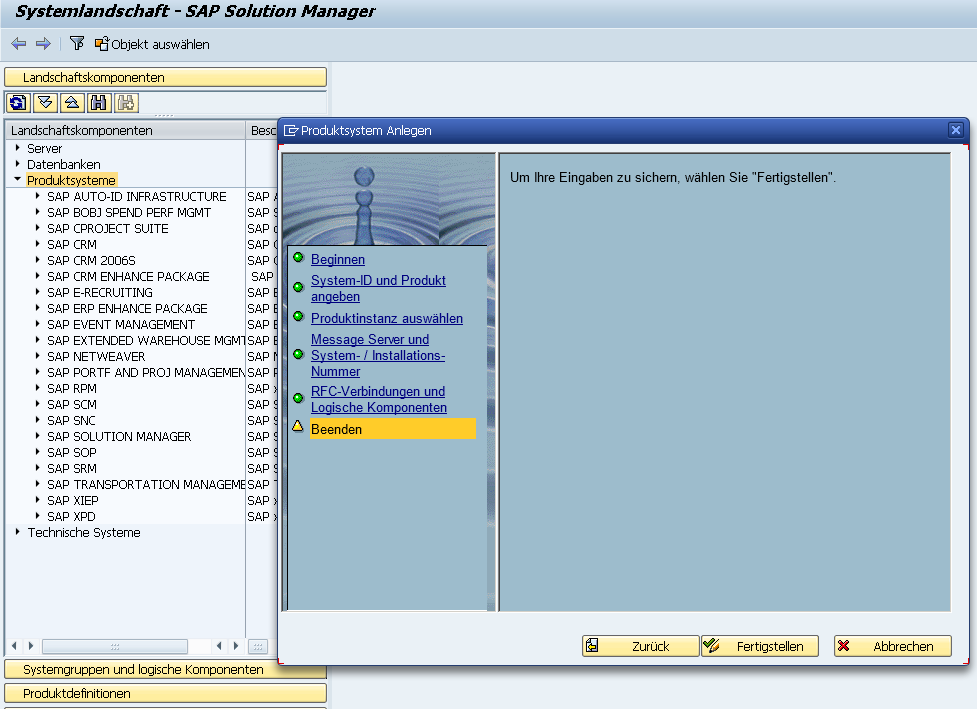 Systemlandschaft - SAP Solution Manager
Objekt auswählen
Landschaftskomponenten
Landschaftskomponenten Besc
Server
Datenbanken
Produktsysteme
SAP AUTO-ID INFRASTRUCTURE SAP
SAP BOBJ SPEND PERF MGMT SAP
SAP CPROJECT SUITE SAP
SAP CRM SAP
SAP CRM 2006S SAP
SAP CRM ENHANCE PACKAGE SAP
SAP E-RECRUITING SAP
SAP ERP ENHANCE PACKAGE SAP
SAP EVENT MANAGEMENT SAP
SAP EXTENDED WAREHOUSE MGMT SAP
SAP NETWEAVER SAP
SAP PORTF AND PROJ MANAGEMEN SAP
SAP RPM SAP
SAP SCM SAP
SAP SNC SAP
SAP SOLUTION MANAGER SAP
SAP SOP SAP
SAP SRM SAP
SAP TRANSPORTATION MANAGEME SAP
SAP XIEP SAP
SAP XPD SAP
Technische Systeme
Systemgruppen und logische Komponenten
Produktdefinitionen
Produktsystem Anlegen
Beginnen
System-ID und Produkt
angeben
Produktinstanz auswählen
Message Server und
System- / Installations-
Nummer
RFC-Verbindungen und
Logische Komponenten
Beenden
Um Ihre Eingaben zu sichern, wählen Sie "Fertigstellen".
Zurück Fertigstellen Abbrechen